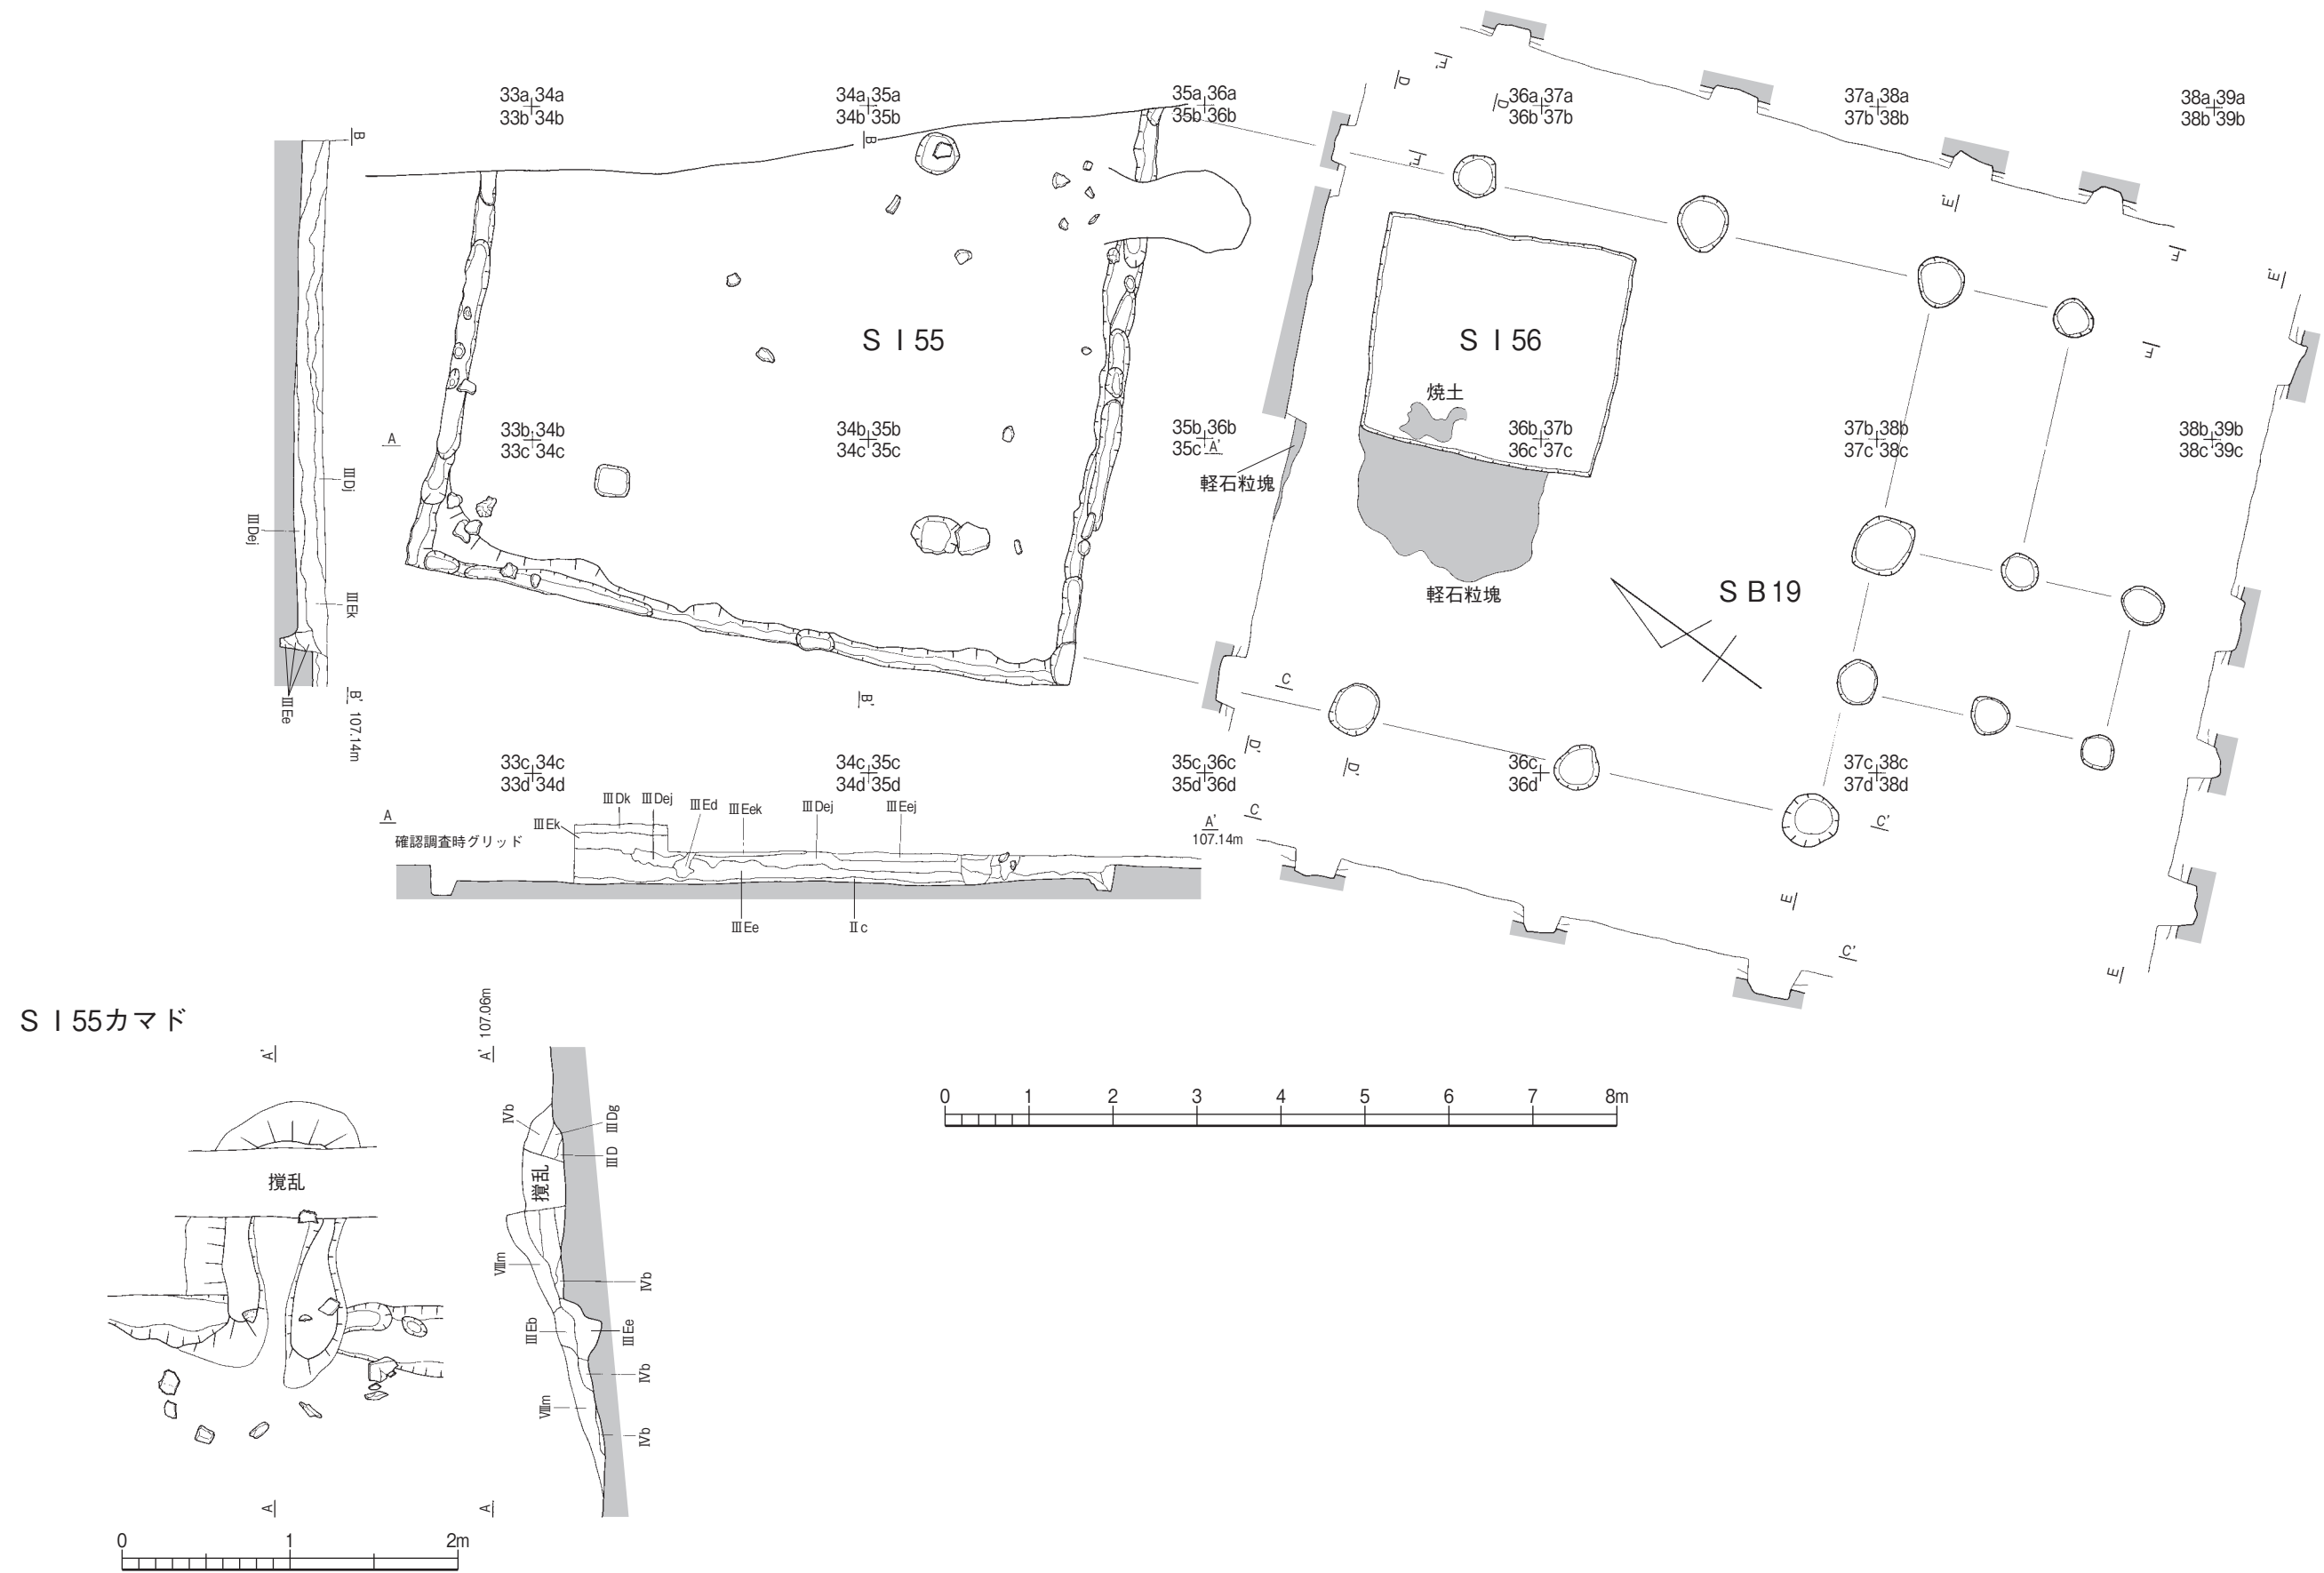 33a 34a
33b 34b
34a 35a
34b 35b
35a 36a
35b 36b
36a 37a
36b 37b
37a 38a
37b 38b
38a 39a
38b 39b
B
B
D
D
F'
F'
E'
E'
F
F
ＳＩ55
ＳＩ56
焼土
A
33b 34b
33c 34c
34b 35b
34c 35c
35b 36b
35c A'
36b 37b
36c 37c
37b 38b
37c 38c
38b 39b
38c 39c
軽石粒塊
軽石粒塊
ＳＢ19
ⅢDj
ⅢDej
ⅢEk
ⅢEe
B' 107.14m
B'
C
D'
D'
33c 34c
33d 34d
34c 35c
34d 35d
35c 36c
35d 36d
36c
36d
37c 38c
37d 38d
A
確認調査時グリッド
ⅢEk
ⅢDk
ⅢDej
ⅢEd
ⅢEek
ⅢDej
ⅢEej
A'
107.14m
C
C'
ⅢEe
Ⅱc
E
C'
E
ＳＩ55カマド
A'
A' 107.06m
Ⅳb
ⅢDg
ⅢD
撹乱
撹乱
Ⅷm
Ⅳb
ⅢEb
ⅢEe
Ⅳb
Ⅷm
Ⅳb
A
A
0 1 2 3 4 5 6 7 8m
0 1 2m